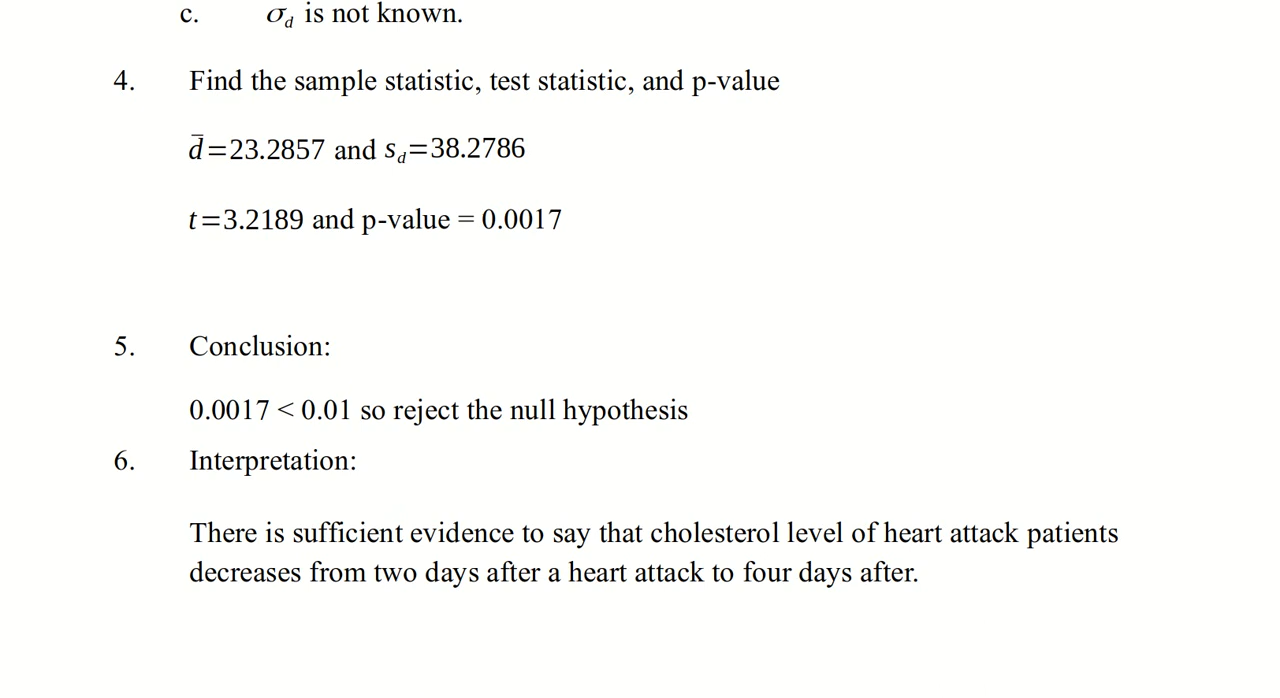 c. σd is not known.
4. Find the sample statistic, test statistic, and p-value
d̄=23.2857 and sd=38.2786
t=3.2189 and p-value = 0.0017
5. Conclusion:
0.0017 < 0.01 so reject the null hypothesis
6. Interpretation:
There is sufficient evidence to say that cholesterol level of heart attack patients
decreases from two days after a heart attack to four days after.